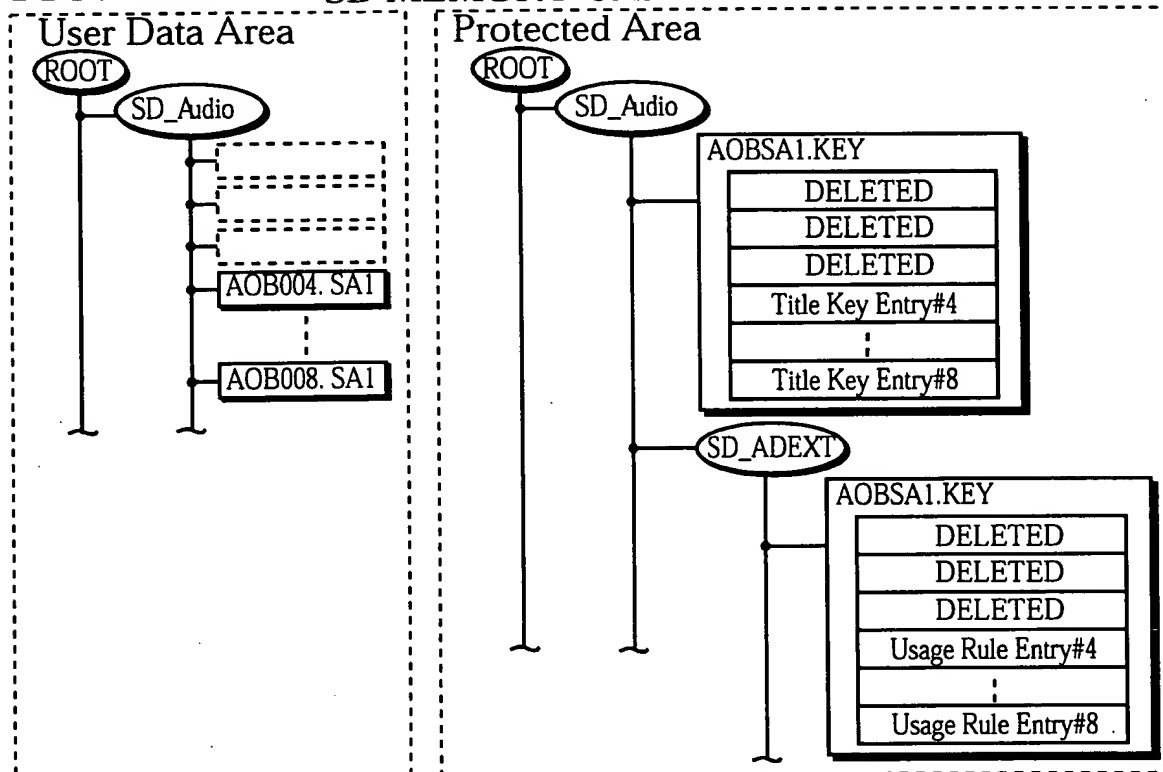 User Data Area
ROOT
SD_Audio
AOB004. SA1
AOB008. SA1
Protected Area
ROOT
SD_Audio
AOBSA1.KEY
DELETED
DELETED
DELETED
Title Key Entry#4
Title Key Entry#8
SD_ADEXT
AOBSA1.KEY
DELETED
DELETED
DELETED
Usage Rule Entry#4
Usage Rule Entry#8